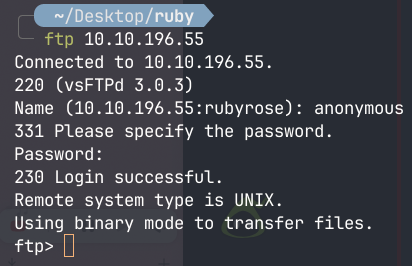 ~/Desktop/ruby
ftp 10.10.196.55
Connected to 10.10.196.55.
220 (vsFTPd 3.0.3)
Name (10.10.196.55:rubyrose): anonymous
331 Please specify the password.
Password:
230 Login successful.
Remote system type is UNIX.
Using binary mode to transfer files.
ftp>